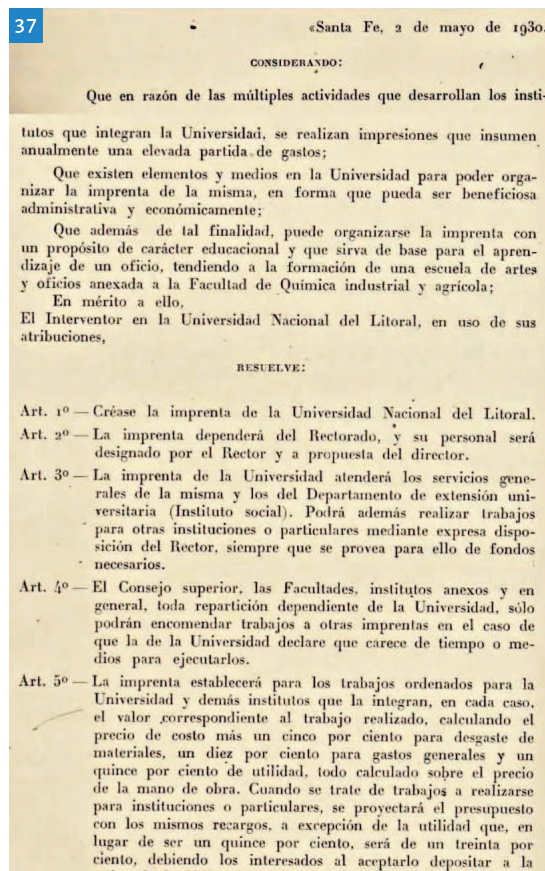 37
«Santa Fe, 2 de mayo de 1930.
CONSIDERANDO:
Que en razón de las múltiples actividades que desarrollan los insti-
tutos que integran la Universidad, se realizan impresiones que insumen
anualmente una elevada partida de gastos;
Que existen elementos y medios en la Universidad para poder orga-
nizar la imprenta de la misma, en forma que pueda ser beneficiosa
administrativa y económicamente;
Que además de tal finalidad, puede organizarse la imprenta con
un propósito de carácter educacional y que sirva de base para el apren-
dizaje de un oficio, tendiendo a la formación de una escuela de artes
y oficios anexada a la Facultad de Química industrial y agrícola;
En mérito a ello,
El Interventor en la Universidad Nacional del Litoral, en uso de sus
atribuciones,
RESUELVE:
Art. 1º — Créase la imprenta de la Universidad Nacional del Litoral.
Art. 2º — La imprenta dependerá del Rectorado, y su personal será
designado por el Rector y a propuesta del director.
Art. 3º — La imprenta de la Universidad atenderá los servicios gene-
rales de la misma y los del Departamento de extensión uni-
versitaria (Instituto social). Podrá además realizar trabajos
para otras instituciones o particulares mediante expresa dispo-
sición del Rector, siempre que se provea para ello de fondos
necesarios.
Art. 4º — El Consejo superior, las Facultades, institutos anexos y en
general, toda repartición dependiente de la Universidad, sólo
podrán encomendar trabajos a otras imprentas en el caso de
que la de la Universidad declare que carece de tiempo o me-
dios para ejecutarlos.
Art. 5º — La imprenta establecerá para los trabajos ordenados para la
Universidad y demás institutos que la integran, en cada caso,
el valor correspondiente al trabajo realizado, calculando el
precio de costo más un cinco por ciento para desgaste de
materiales, un diez por ciento para gastos generales y un
quince por ciento de utilidad, todo calculado sobre el precio
de la mano de obra. Cuando se trate de trabajos a realizarse
para instituciones o particulares, se proyectará el presupuesto
con los mismos recargos, a excepción de la utilidad que, en
lugar de ser un quince por ciento, será de un treinta por
ciento, debiendo los interesados al aceptarlo depositar a la